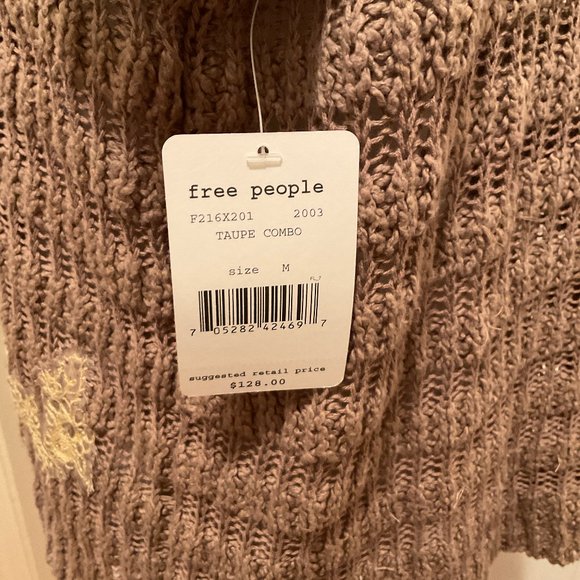 free people
F216X201 2003
TAUPE COMBO
size M
7 05282 42469 7
suggested retail price
$128.00